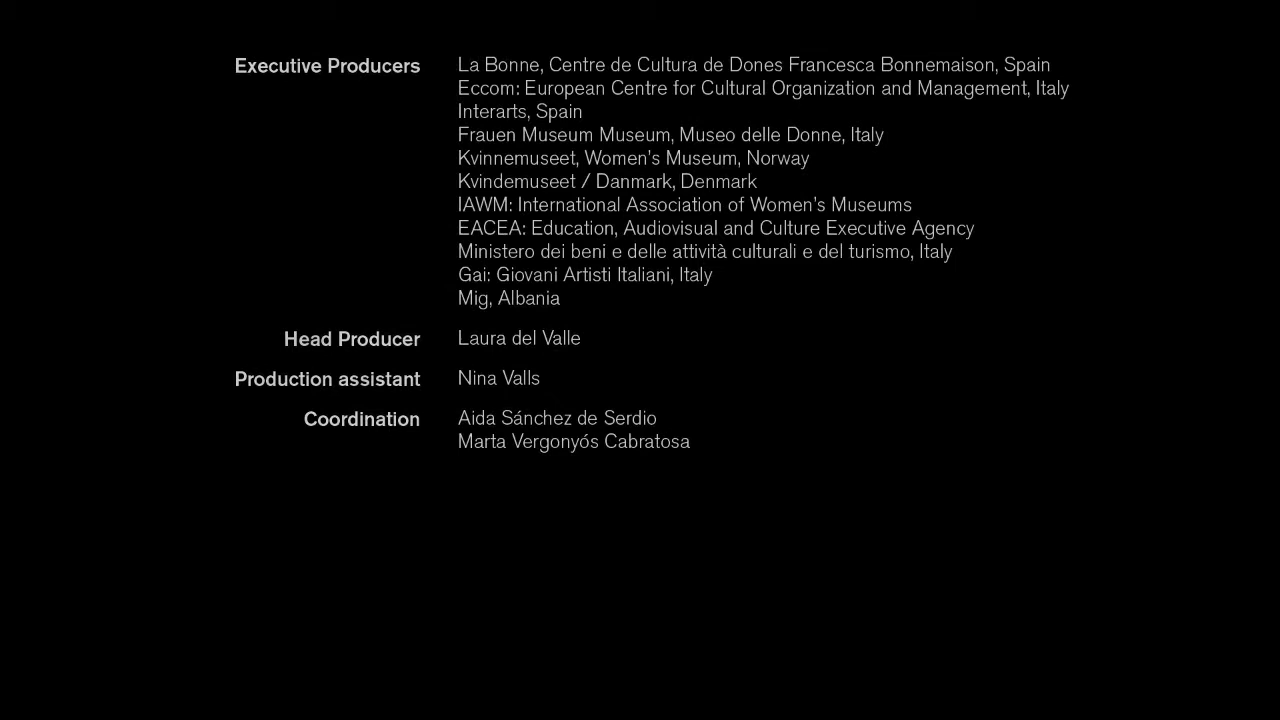 Executive Producers La Bonne, Centre de Cultura de Dones Francesca Bonnemaison, Spain
Eccom: European Centre for Cultural Organization and Management, Italy
Interarts, Spain
Frauen Museum Museum, Museo delle Donne, Italy
Kvinnemuseet, Women's Museum, Norway
Kvindemuseet / Danmark, Denmark
IAWM: International Association of Women's Museums
EACEA: Education, Audiovisual and Culture Executive Agency
Ministero dei beni e delle attività culturali e del turismo, Italy
Gai: Giovani Artisti Italiani, Italy
Mig, Albania
Head Producer Laura del Valle
Production assistant Nina Valls
Coordination Aida Sánchez de Serdio
Marta Vergonyós Cabratosa